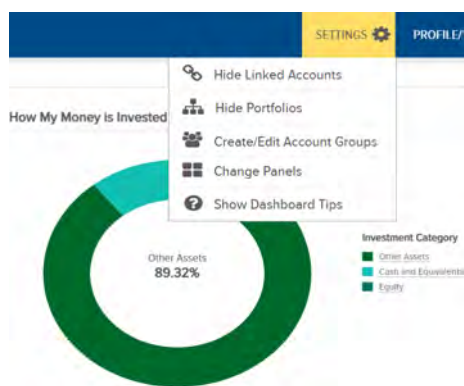 SETTINGS
PROFILE/
Hide Linked Accounts
Hide Portfolios
How My Money is Invested
Create/Edit Account Groups
Change Panels
Show Dashboard Tips
Other Assets
89.32%
Investment Category
Other Assets
Cash and Equivalents
Equity